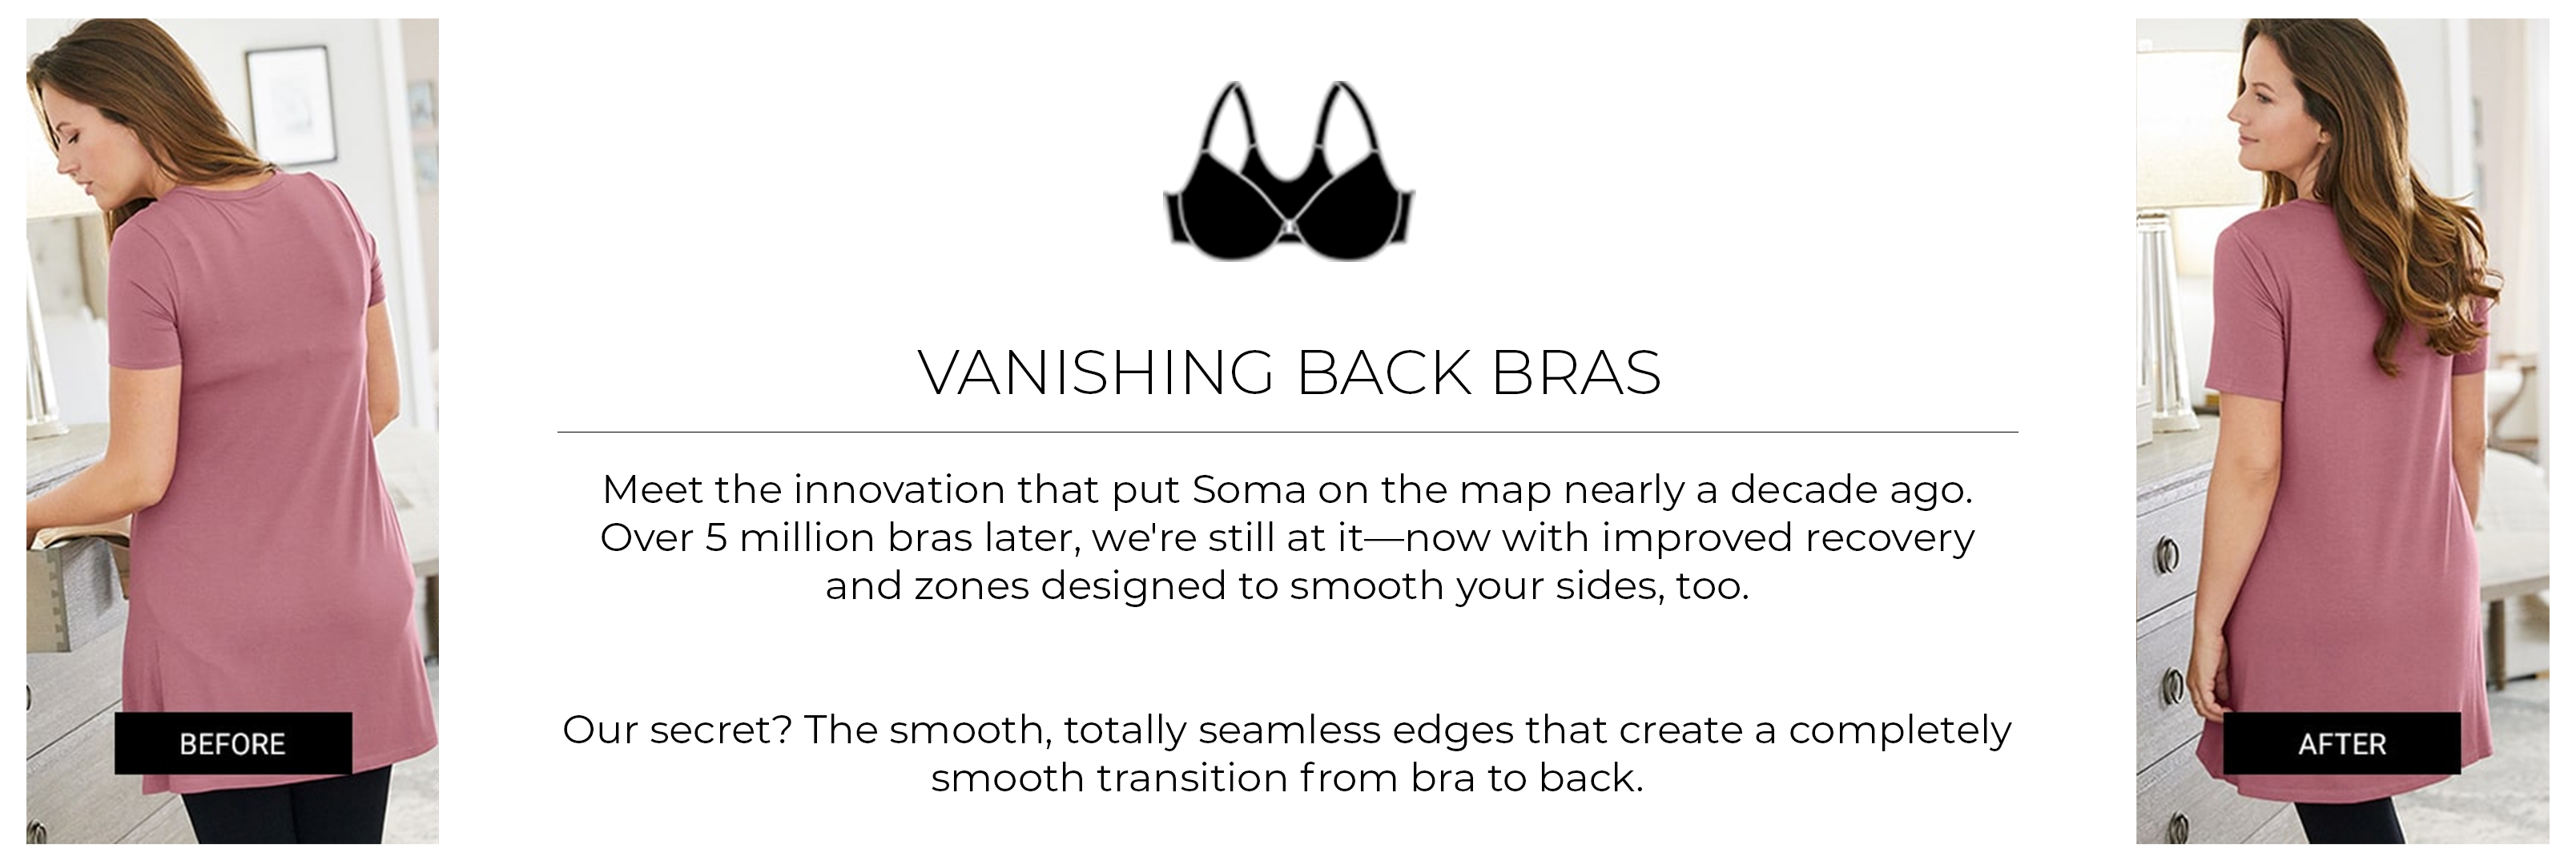 VANISHING BACK BRAS
Meet the innovation that put Soma on the map nearly a decade ago.
Over 5 million bras later, we're still at it—now with improved recovery
and zones designed to smooth your sides, too.
Our secret? The smooth, totally seamless edges that create a completely
smooth transition from bra to back.
BEFORE
AFTER